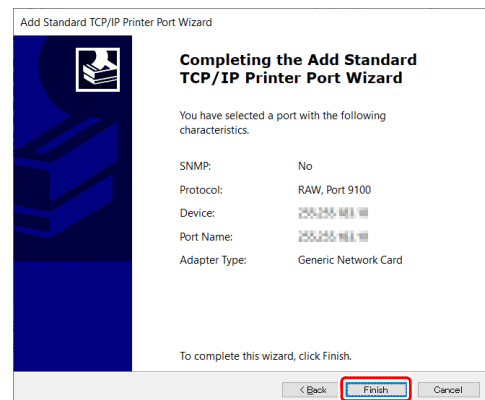 Add Standard TCP/IP Printer Port Wizard
Completing the Add Standard
TCP/IP Printer Port Wizard
You have selected a port with the following
characteristics.
SNMP: No
Protocol: RAW, Port 9100
Device:
Port Name:
Adapter Type: Generic Network Card
To complete this wizard, click Finish.
< Back Finish Cancel